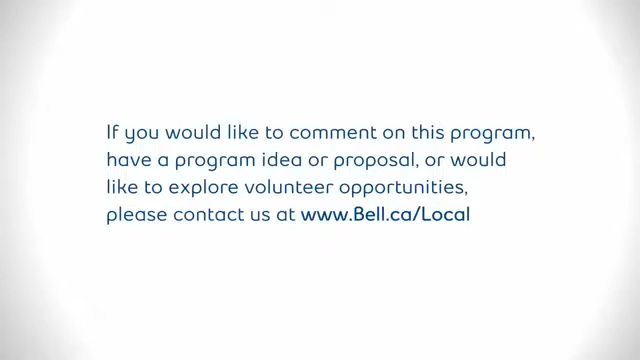 If you would like to comment on this program,
have a program idea or proposal, or would
like to explore volunteer opportunities,
please contact us at www.Bell.ca/Local